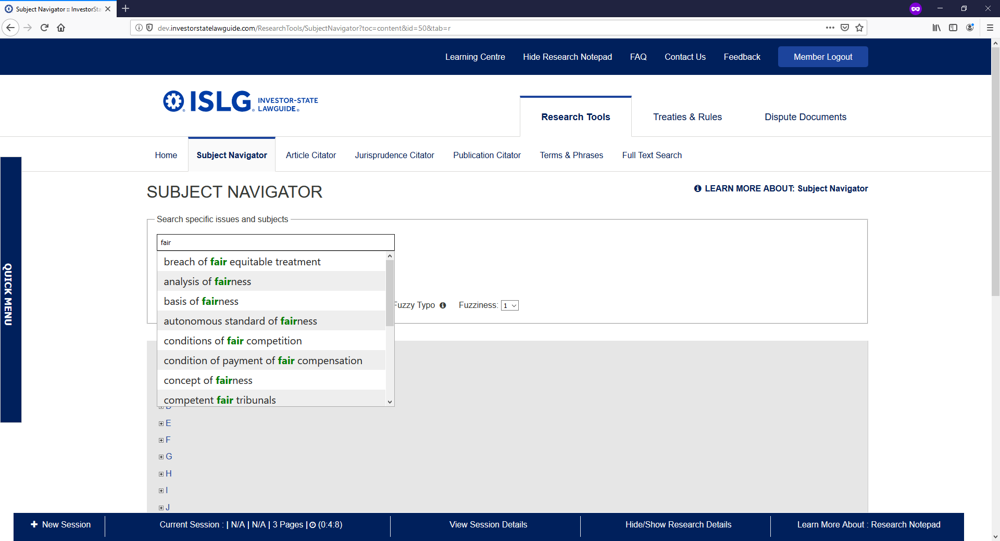 Subject Navigator :: InvestorSta
dev.investorstatelawguide.com/ResearchTools/SubjectNavigator?toc=content&id=50&tab=r
Learning Centre
Hide Research Notepad
FAQ
Contact Us
Feedback
Member Logout
ISLG INVESTOR-STATE
LAWGUIDE
Research Tools
Treaties & Rules
Dispute Documents
Home
Subject Navigator
Article Citator
Jurisprudence Citator
Publication Citator
Terms & Phrases
Full Text Search
QUICK MENU
SUBJECT NAVIGATOR
LEARN MORE ABOUT: Subject Navigator
Search specific issues and subjects
fair
breach of fair equitable treatment
analysis of fairness
basis of fairness
Fuzzy Typo
Fuzziness: 1
autonomous standard of fairness
conditions of fair competition
condition of payment of fair compensation
concept of fairness
competent fair tribunals
E
F
G
H
I
J
New Session
Current Session : | N/A | N/A | 3 Pages | (0:4:8)
View Session Details
Hide/Show Research Details
Learn More About : Research Notepad